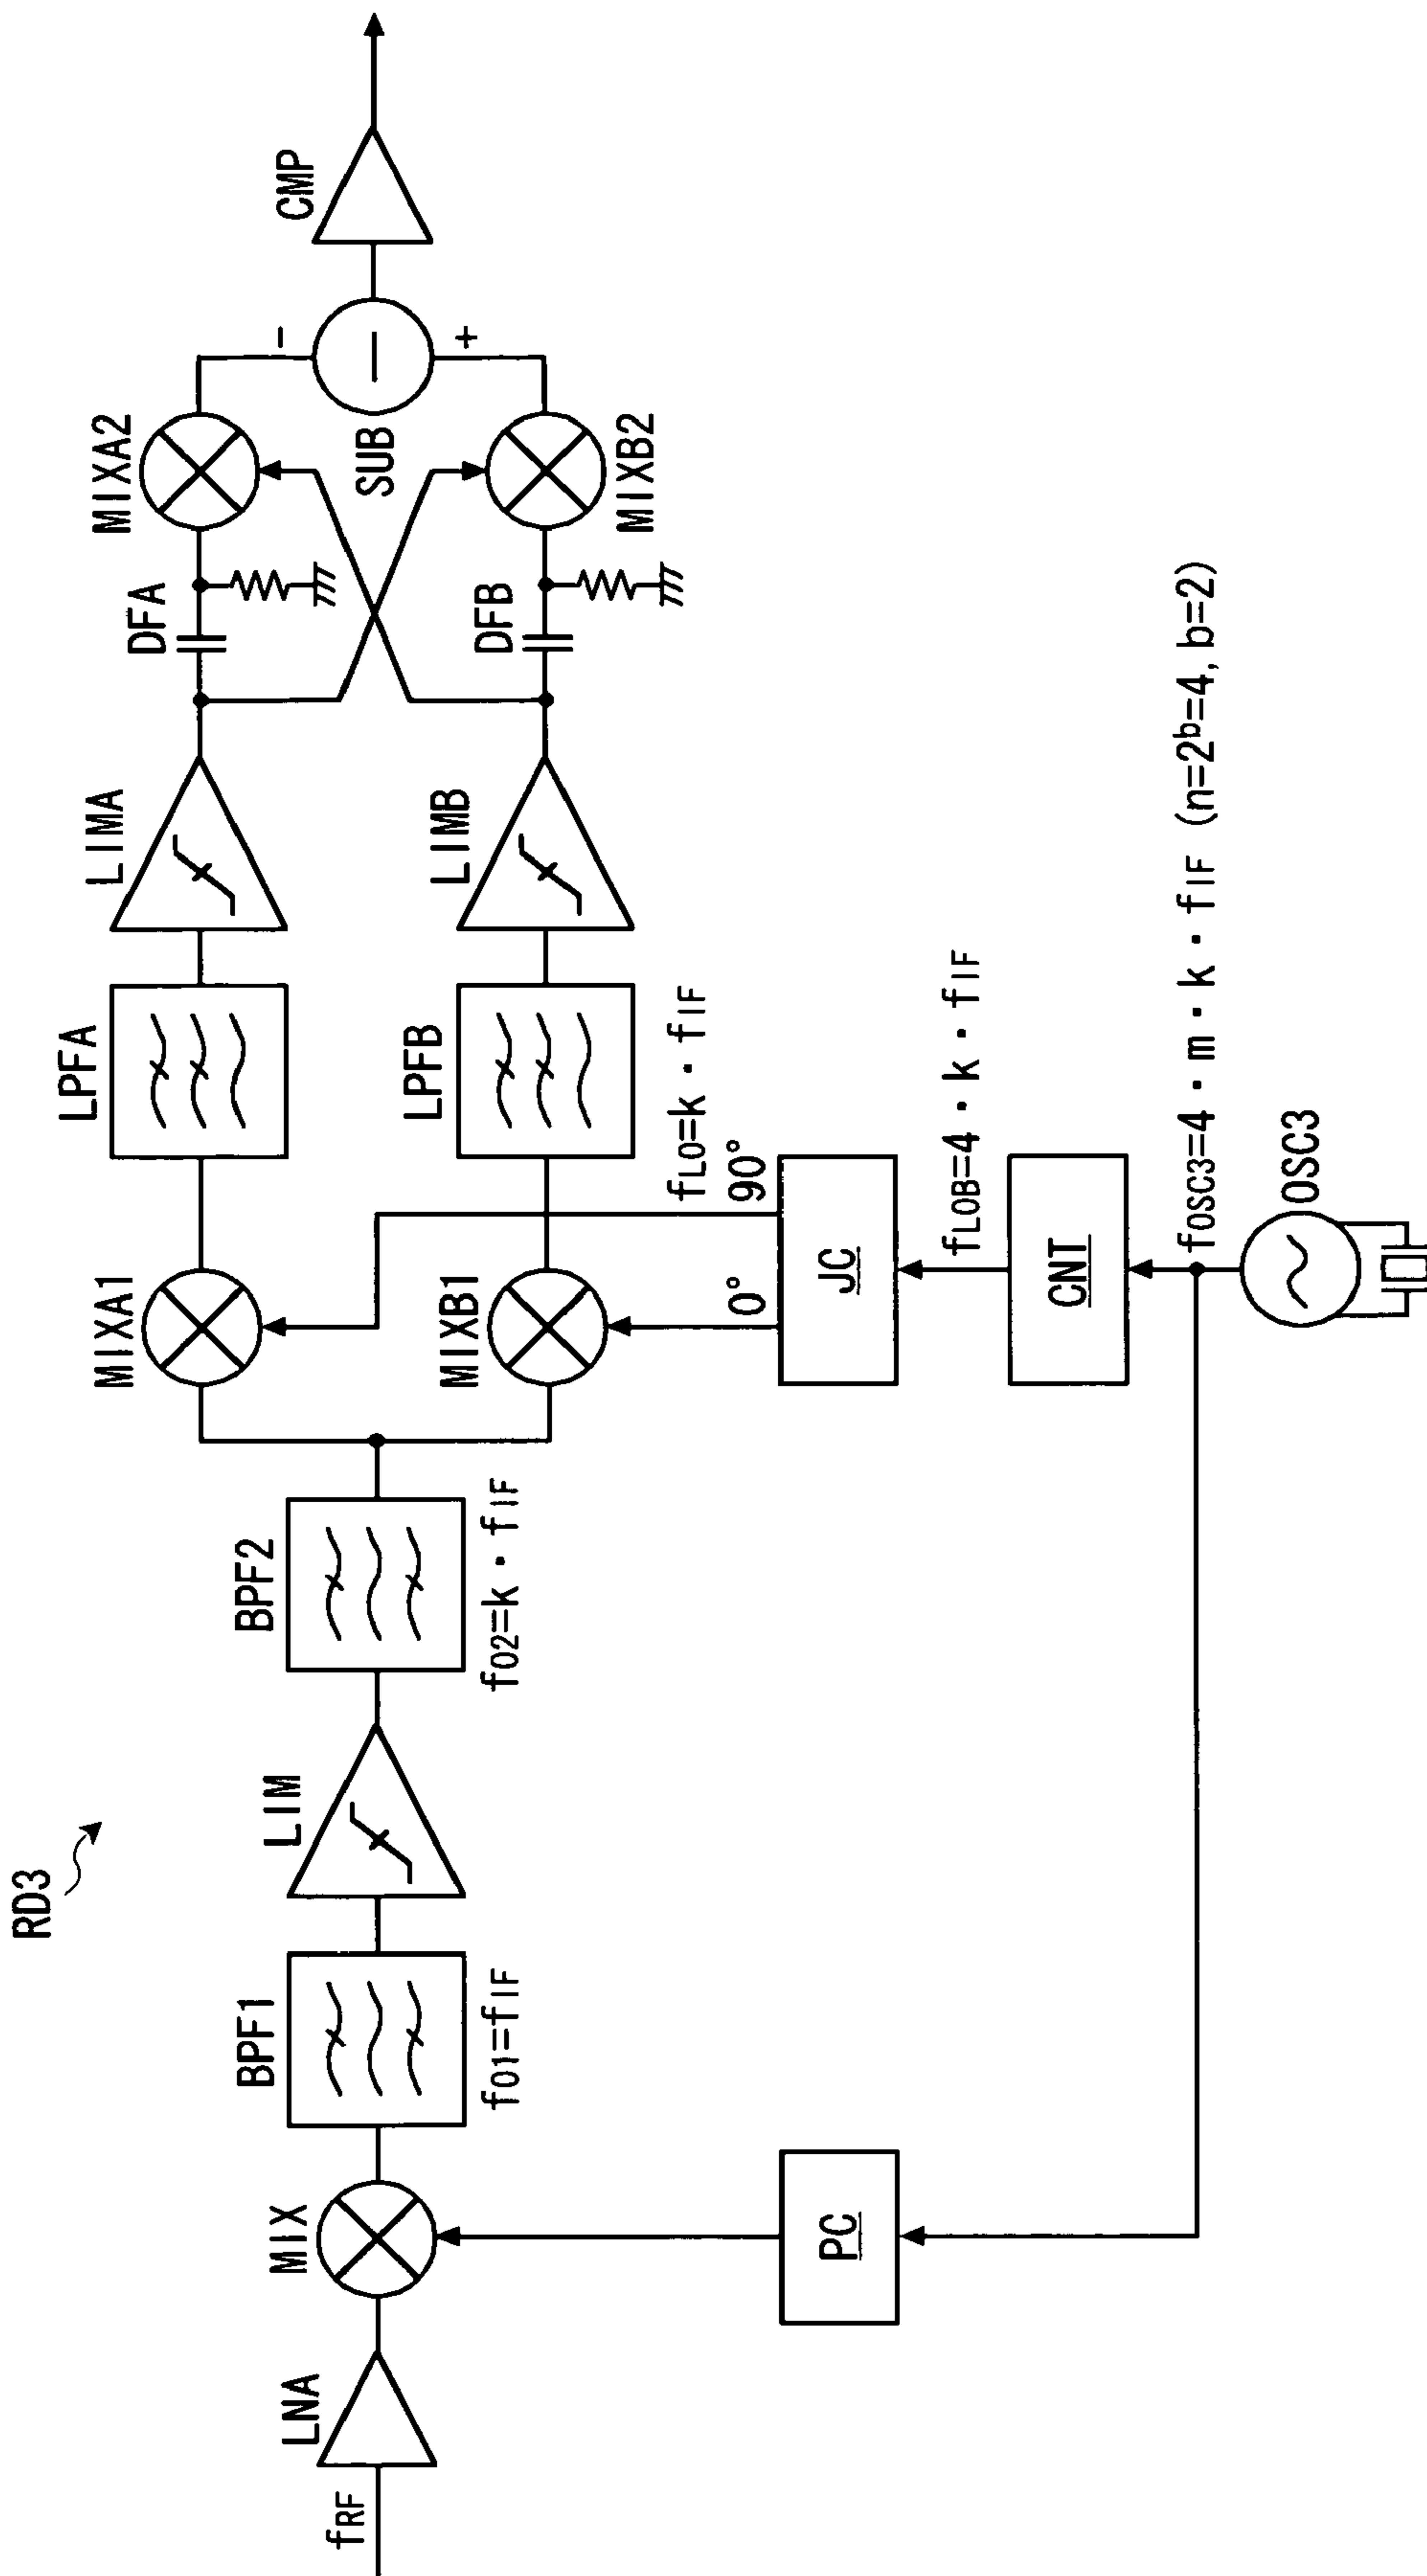 RD3
fRF
LNA
MIX
BPF1
fO1=fIF
LIM
BPF2
fO2=k・fIF
MIXA1
MIXB1
LPFA
LPFB
LIMA
LIMB
DFA
DFB
MIXA2
MIXB2
-
+
SUB
CMP
fLO=k・fIF
0°
90°
JC
fLOB=4・k・fIF
CNT
fOSC3=4・m・k・fIF (n=2b=4, b=2)
OSC3
PC